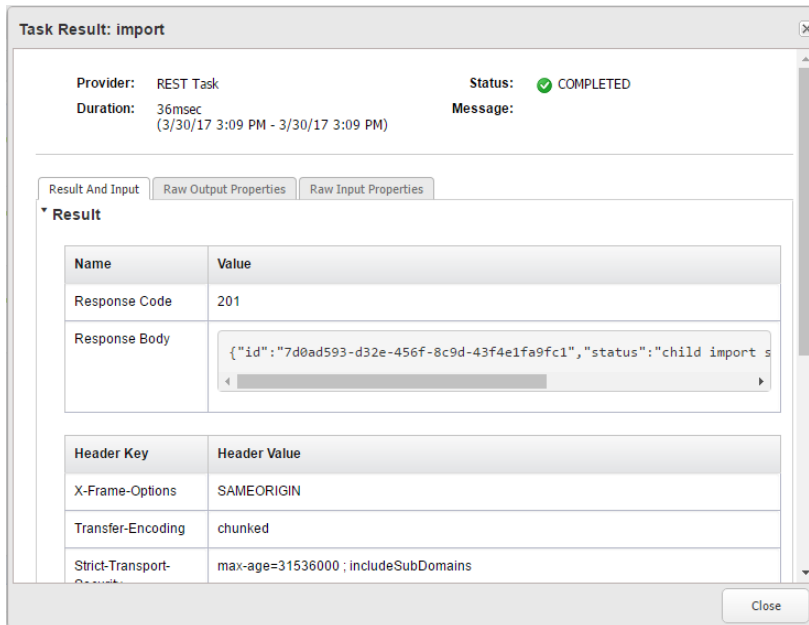 Task Result: import
Provider: REST Task Status: COMPLETED
Duration: 36msec Message:
(3/30/17 3:09 PM - 3/30/17 3:09 PM)
Result And Input Raw Output Properties Raw Input Properties
Result
Name Value
Response Code 201
Response Body
{"id":"7d0ad593-d32e-456f-8c9d-43f4e1fa9fc1","status":"child import s
Header Key Header Value
X-Frame-Options SAMEORIGIN
Transfer-Encoding chunked
Strict-Transport- max-age=31536000 ; includeSubDomains
Security
Close